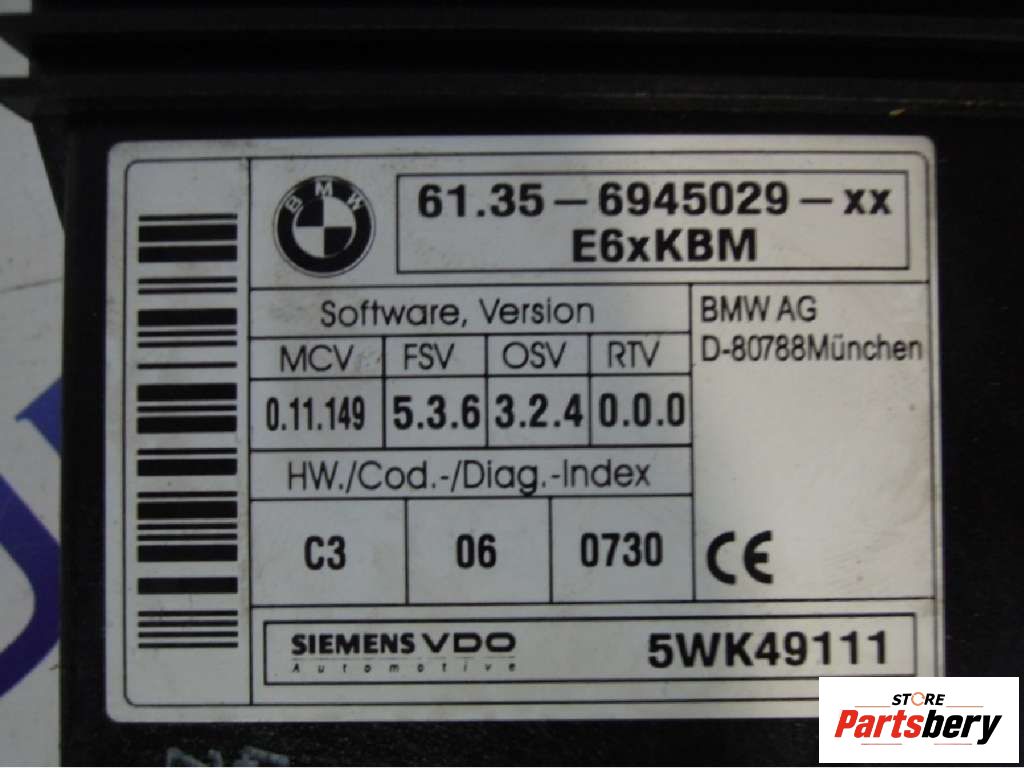 BMW
61.35-6945029-xx
E6xKBM
Software, Version
MCV FSV OSV RTV
0.11.149 5.3.6 3.2.4 0.0.0
HW./Cod.-/Diag.-Index
C3 06 0730
BMW AG
D-80788München
CE
SIEMENS VDO
Automotive
5WK49111
STORE
Partsbery